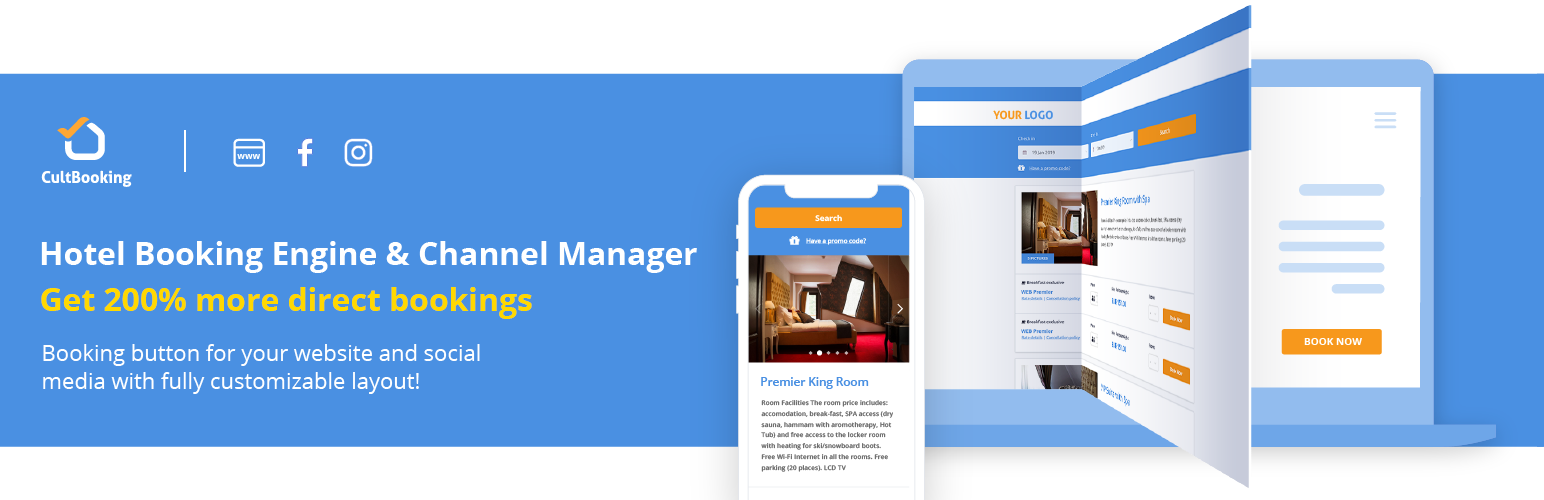 CultBooking
www
Hotel Booking Engine & Channel Manager
Get 200% more direct bookings
Booking button for your website and social
media with fully customizable layout!
Search
Have a promo code?
Premier King Room
Room Facilities The room price includes:
accomodation, break-fast, SPA access (dry
sauna, hammam with aromotherapy, Hot
Tub) and free access to the locker room
with heating for ski/snowboard boots.
Free Wi-Fi Internet in all the rooms. Free
parking (20 places). LCD TV
YOUR LOGO
Check in
Have a promo code?
Premier King Room with Spa
Breakfast exclusive
WEB Premier
Breakfast exclusive
WEB Premier
BOOK NOW